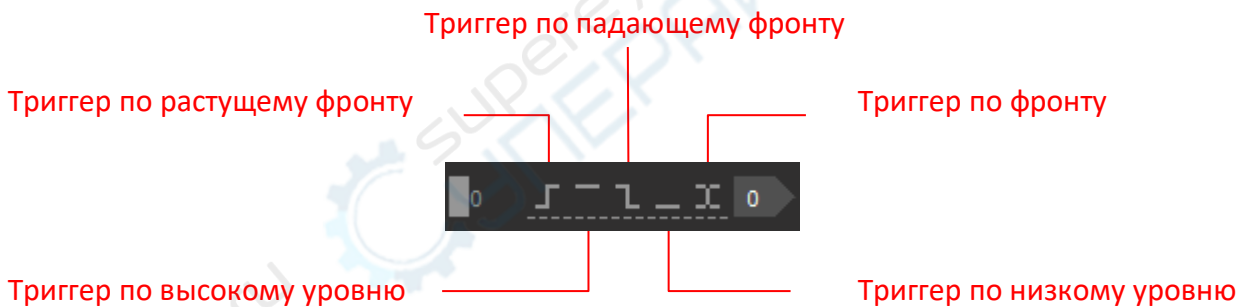 Триггер по падающему фронту
Триггер по растущему фронту
Триггер по фронту
0
0
Триггер по высокому уровню
Триггер по низкому уровню